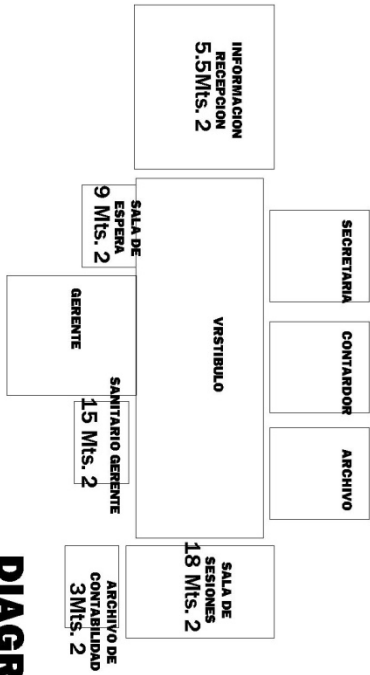 SECRETARIA
CONTARDOR
ARCHIVO
INFORMACION
RECEPCION
5.5Mts. 2
VRSTIBULO
SALA DE
SESIONES
18 Mts. 2
SALA DE
ESPERA
9 Mts. 2
GERENTE
SANITARIO GERENTE
15 Mts. 2
ARCHIVO DE
CONTABILIDAD
3Mts. 2
DIAGR